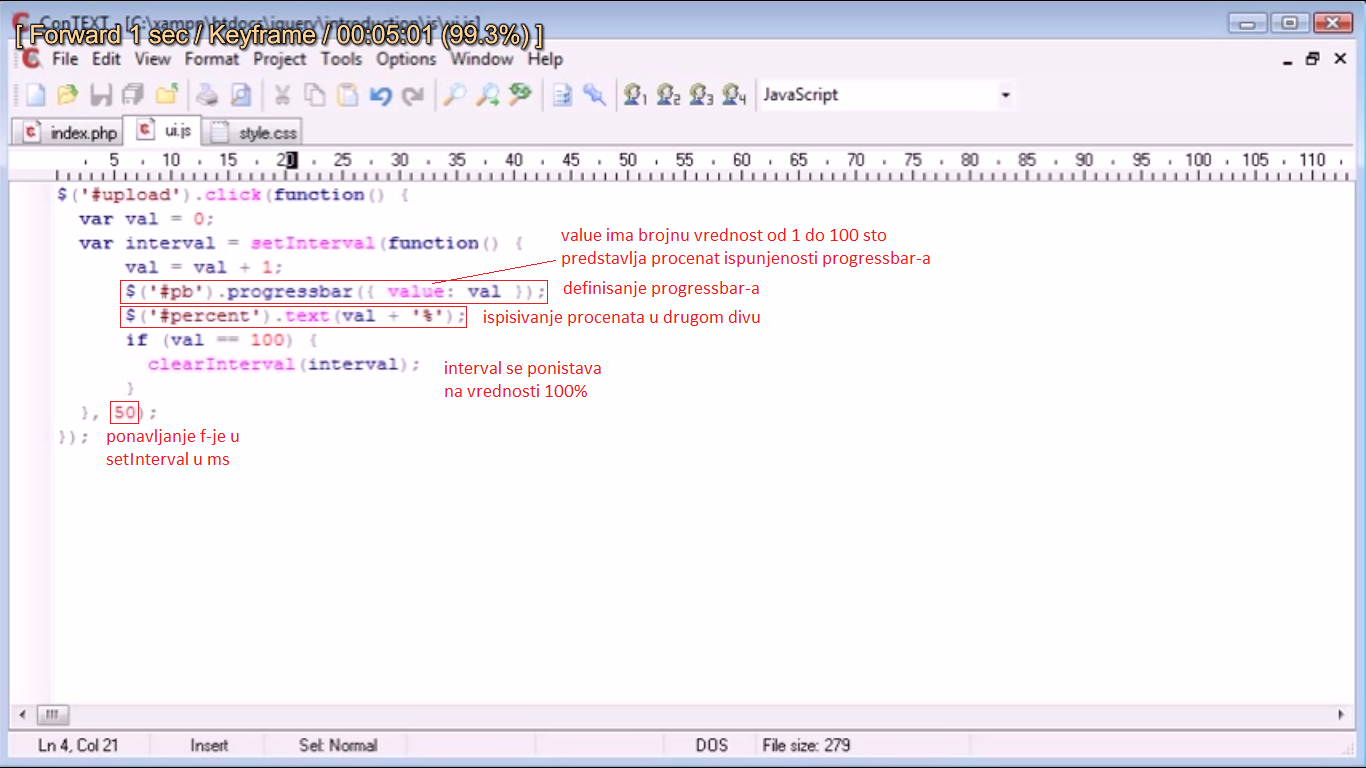 ConTEXT - [C:\xampp\htdocs\jquery\introduction\js\ui.js]
[ Forward 1 sec / Keyframe / 00:05:01 (99.3%) ]
File Edit View Format Project Tools Options Window Help
1 2 3 4 JavaScript
index.php ui.js style.css
5 10 15 20 25 30 35 40 45 50 55 60 65 70 75 80 85 90 95 100 105 110
$('#upload').click(function() {
var val = 0;
var interval = setInterval(function() {
value ima brojnu vrednost od 1 do 100 sto
predstavlja procenat ispunjenosti progressbar-a
val = val + 1;
$('#pb').progressbar({ value: val });
definisanje progressbar-a
$('#percent').text(val + '%');
ispisivanje procenata u drugom divu
if (val == 100) {
clearInterval(interval);
interval se ponistava
na vrednosti 100%
}
}, 50);
});
ponavljanje f-je u
setInterval u ms
Ln 4, Col 21 Insert Sel: Normal DOS File size: 279